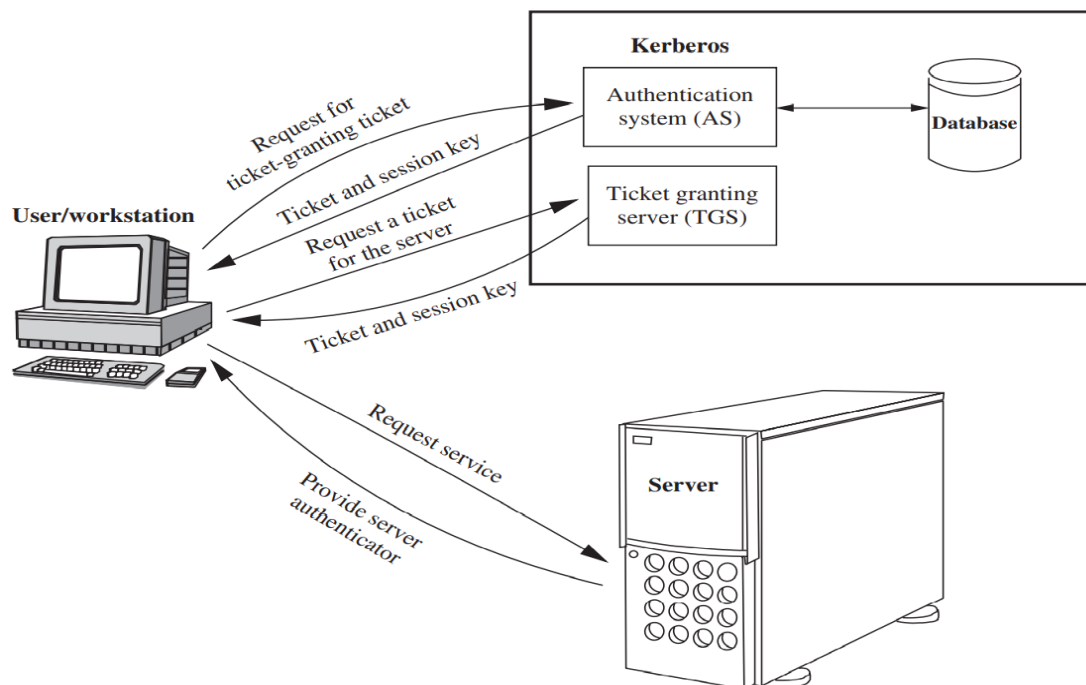 Kerberos
Authentication
system (AS)
Database
Ticket granting
server (TGS)
Request for
ticket-granting ticket
Ticket and session key
User/workstation
Request a ticket
for the server
Ticket and session key
Request service
Provide server
authenticator
Server